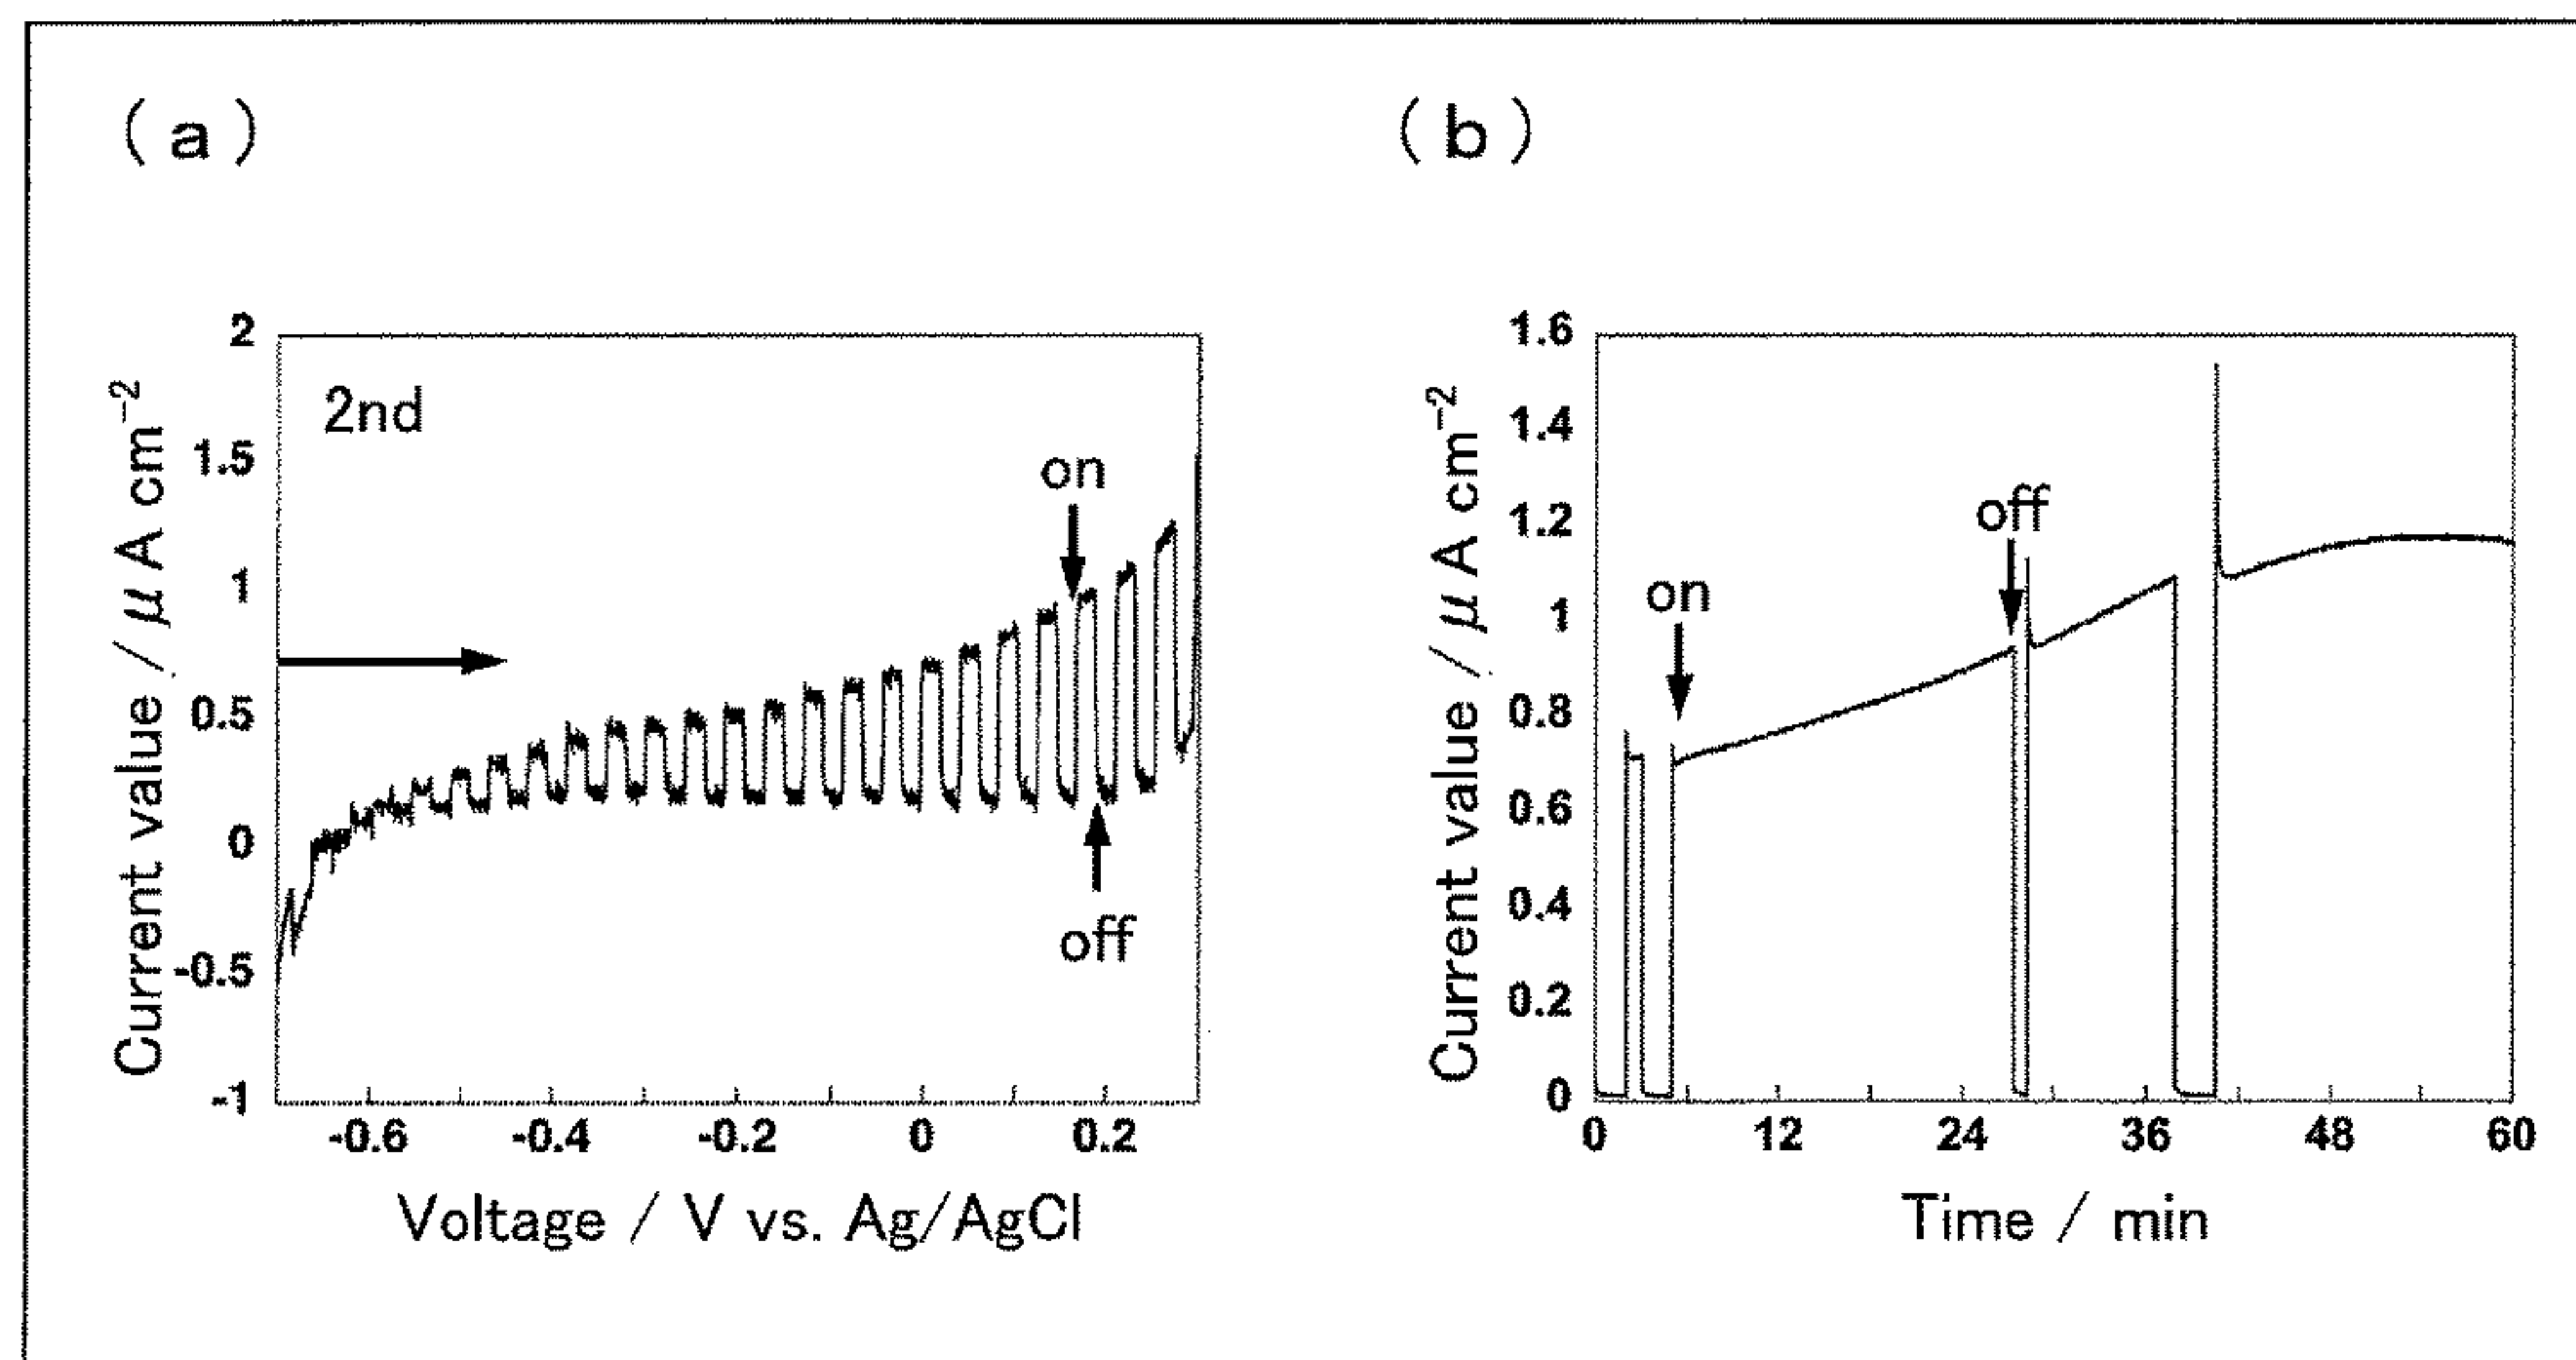 (a)
2nd
on
off
2
1.5
1
0.5
0
-0.5
-1
Current value / μA cm⁻²
-0.6 -0.4 -0.2 0 0.2
Voltage / V vs. Ag/AgCl
(b)
on
off
1.6
1.4
1.2
1
0.8
0.6
0.4
0.2
0
Current value / μA cm⁻²
0 12 24 36 48 60
Time / min